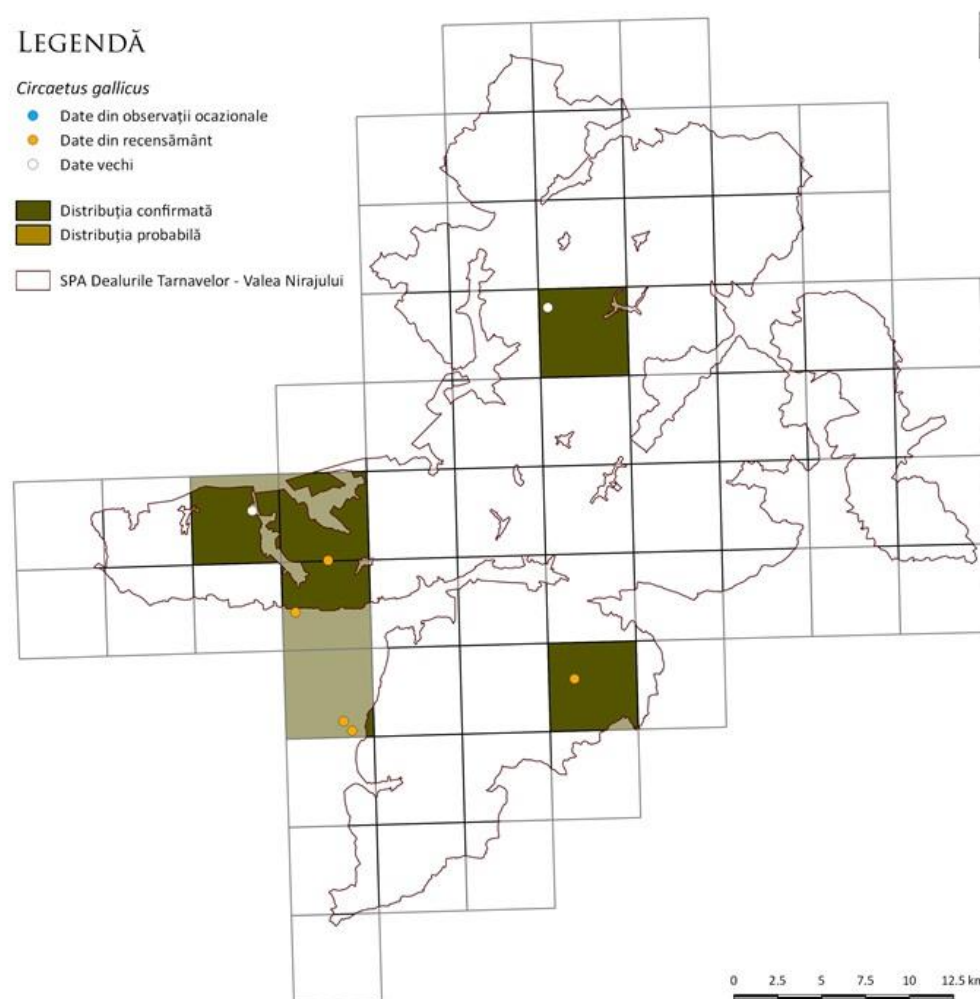 LEGENDĂ
Circaetus gallicus
Date din observații ocazionale
Date din recensământ
Date vechi
Distribuția confirmată
Distribuția probabilă
SPA Dealurile Tarnavelor - Valea Nirajului
0 2.5 5 7.5 10 12.5 km